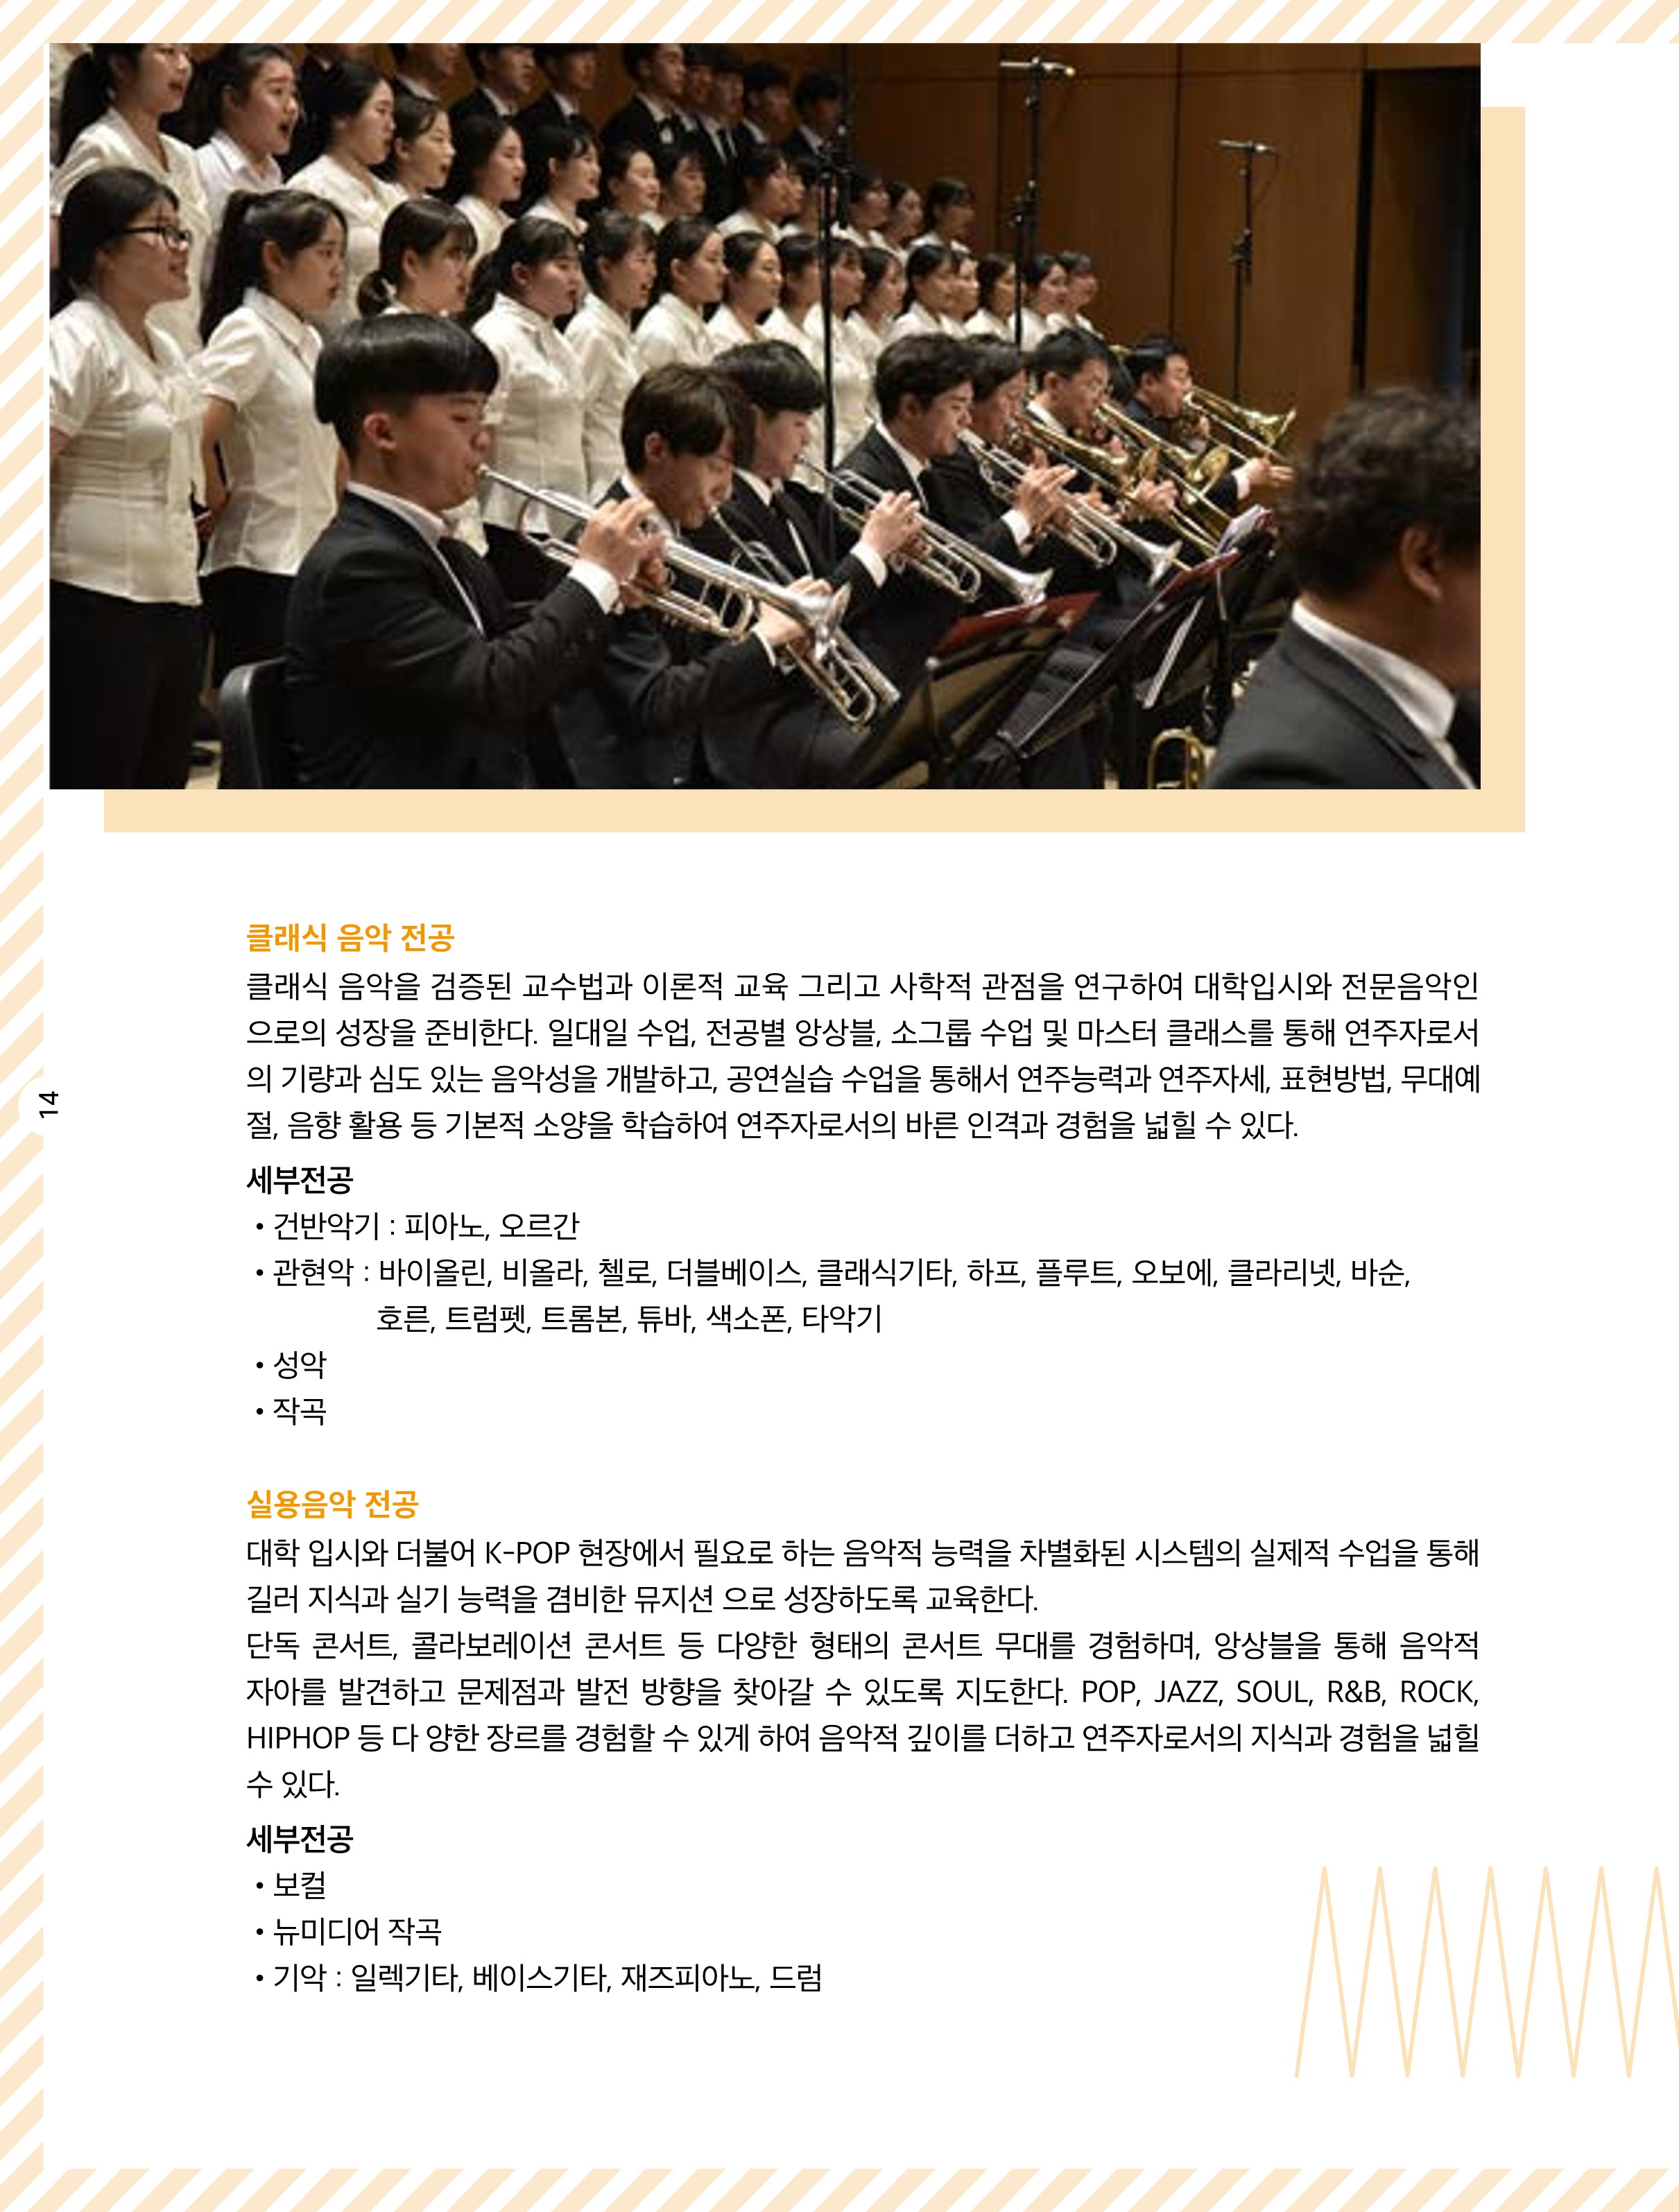 클래식 음악 전공
클래식 음악을 검증된 교수법과 이론적 교육 그리고 사학적 관점을 연구하여 대학입시와 전문음악인
으로의 성장을 준비한다. 일대일 수업, 전공별 앙상블, 소그룹 수업 및 마스터 클래스를 통해 연주자로서
의 기량과 심도 있는 음악성을 개발하고, 공연실습 수업을 통해서 연주능력과 연주자세, 표현방법, 무대예
절, 음향 활용 등 기본적 소양을 학습하여 연주자로서의 바른 인격과 경험을 넓힐 수 있다.
14
세부전공
• 건반악기 : 피아노, 오르간
• 관현악 : 바이올린, 비올라, 첼로, 더블베이스, 클래식기타, 하프, 플루트, 오보에, 클라리넷, 바순,
호른, 트럼펫, 트롬본, 튜바, 색소폰, 타악기
• 성악
• 작곡
실용음악 전공
대학 입시와 더불어 K-POP 현장에서 필요로 하는 음악적 능력을 차별화된 시스템의 실제적 수업을 통해
길러 지식과 실기 능력을 겸비한 뮤지션 으로 성장하도록 교육한다.
단독 콘서트, 콜라보레이션 콘서트 등 다양한 형태의 콘서트 무대를 경험하며, 앙상블을 통해 음악적
자아를 발견하고 문제점과 발전 방향을 찾아갈 수 있도록 지도한다. POP, JAZZ, SOUL, R&B, ROCK,
HIPHOP 등 다 양한 장르를 경험할 수 있게 하여 음악적 깊이를 더하고 연주자로서의 지식과 경험을 넓힐
수 있다.
세부전공
• 보컬
• 뉴미디어 작곡
• 기악 : 일렉기타, 베이스기타, 재즈피아노, 드럼